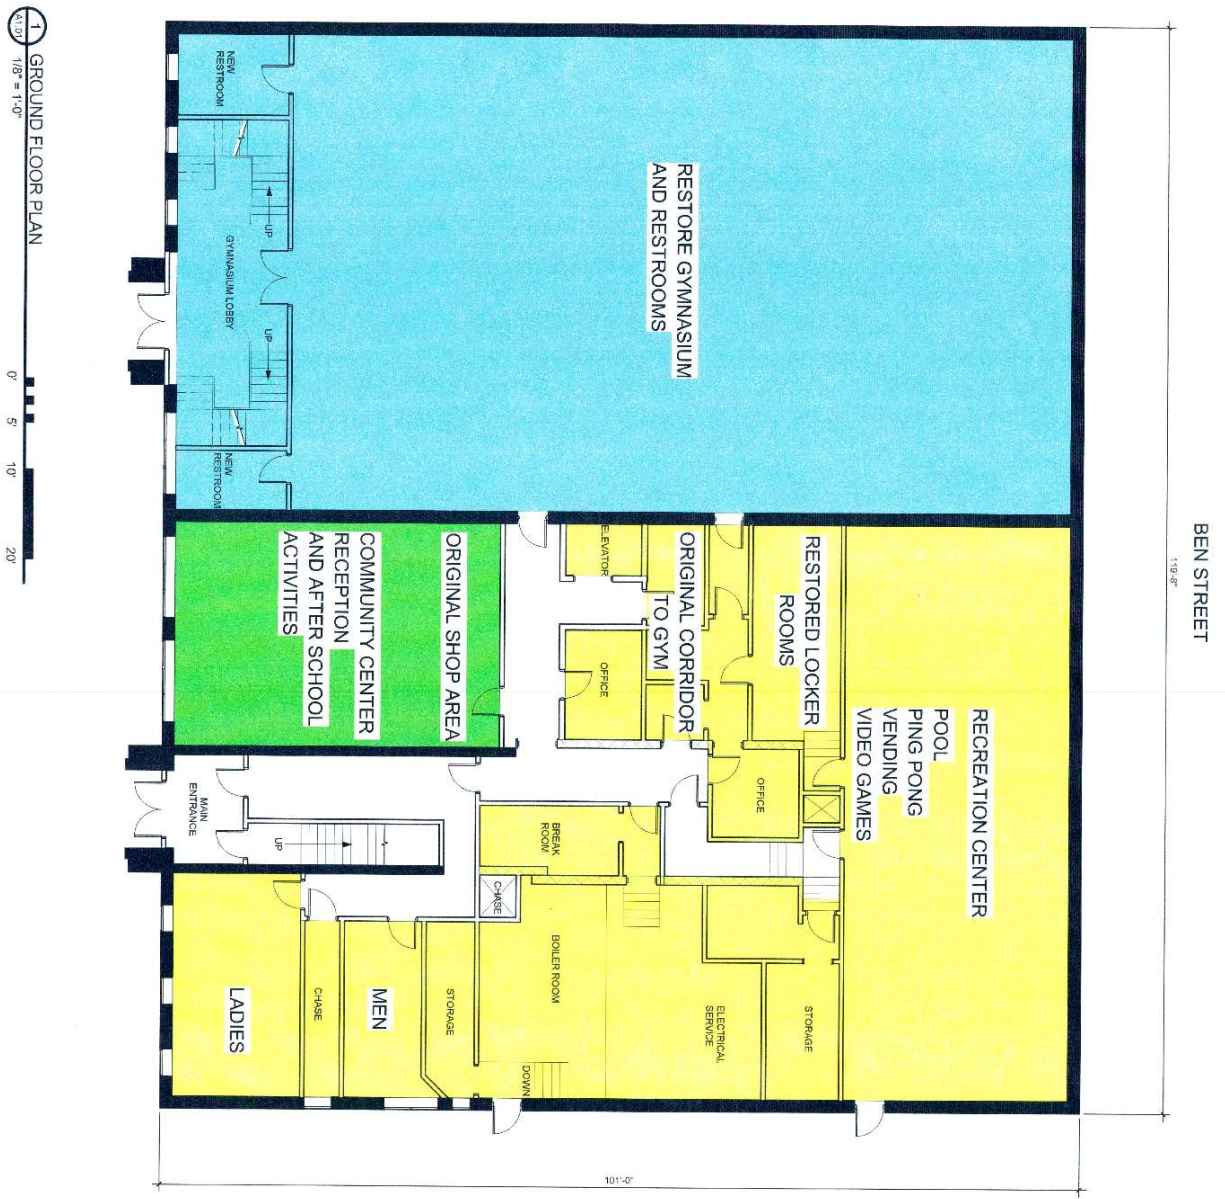 1
A1.01
GROUND FLOOR PLAN
1/8" = 1'-0"
0'
5'
10'
20'
BEN STREET
119'-8"
101'-0"
NEW
RESTROOM
UP
GYMNASIUM LOBBY
UP
NEW
RESTROOM
RESTORE GYMNASIUM
AND RESTROOMS
ORIGINAL SHOP AREA
COMMUNITY CENTER
RECEPTION
AND AFTER SCHOOL
ACTIVITIES
ELEVATOR
ORIGINAL CORRIDOR
TO GYM
OFFICE
RESTORED LOCKER
ROOMS
OFFICE
RECREATION CENTER
POOL
PING PONG
VENDING
VIDEO GAMES
MAIN
ENTRANCE
UP
BREAK
ROOM
CHASE
BOILER ROOM
ELECTRICAL
SERVICE
STORAGE
LADIES
CHASE
MEN
STORAGE
DOWN